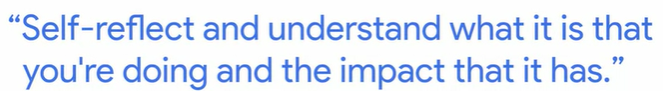 “Self-reflect and understand what it is that
you're doing and the impact that it has.”